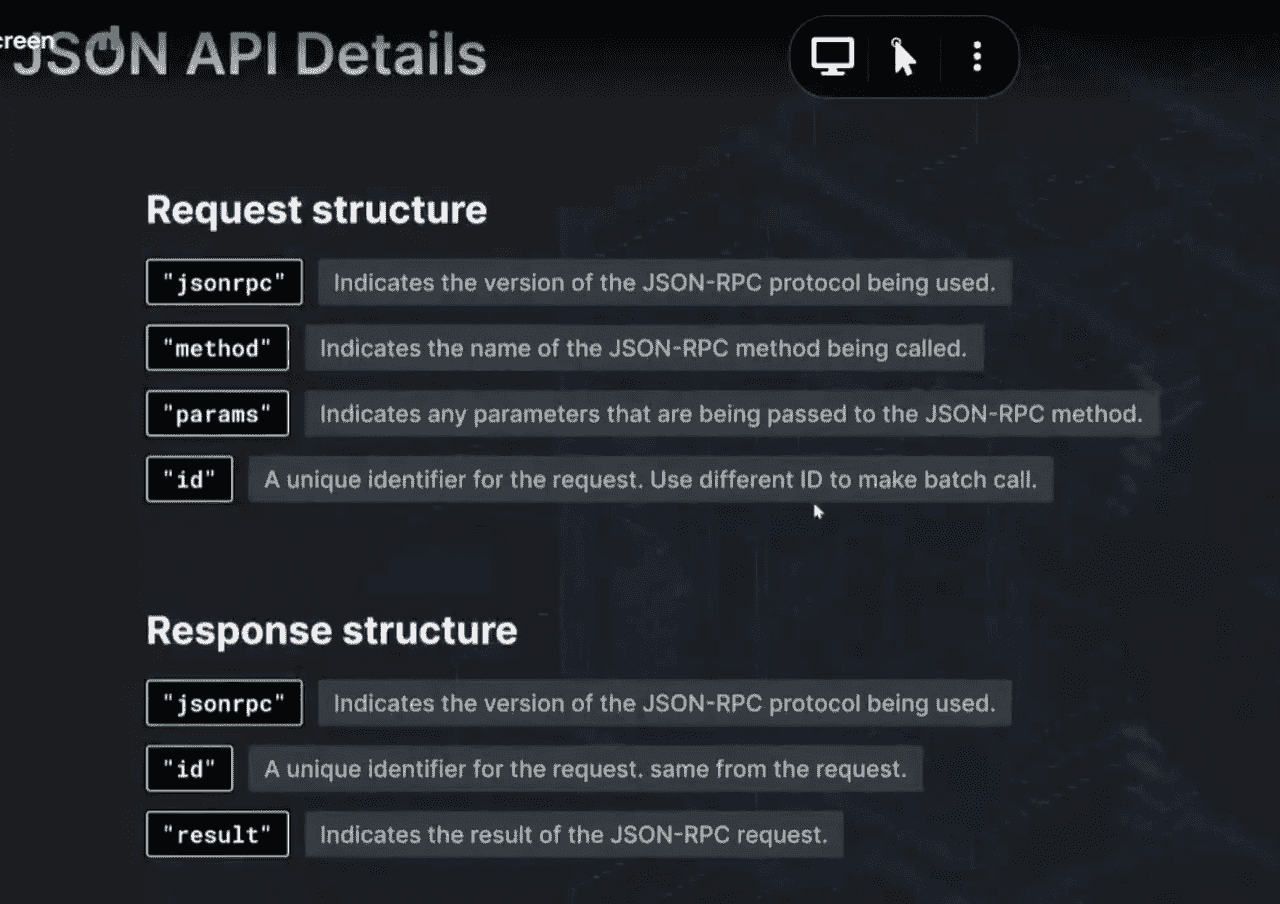 creen
JSON API Details
Request structure
"jsonrpc" Indicates the version of the JSON-RPC protocol being used.
"method" Indicates the name of the JSON-RPC method being called.
"params" Indicates any parameters that are being passed to the JSON-RPC method.
"id" A unique identifier for the request. Use different ID to make batch call.
Response structure
"jsonrpc" Indicates the version of the JSON-RPC protocol being used.
"id" A unique identifier for the request. same from the request.
"result" Indicates the result of the JSON-RPC request.